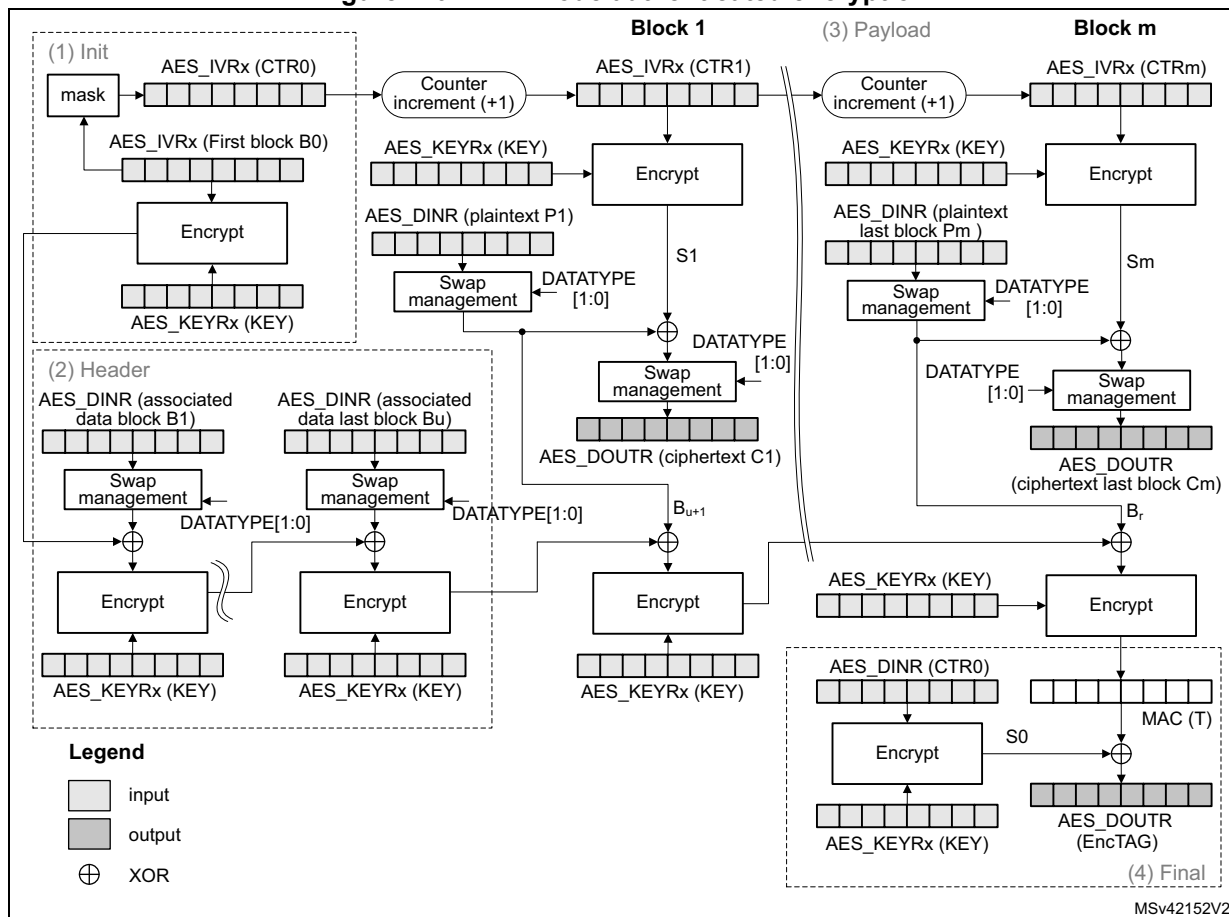 (1) Init
mask
AES_IVRx (CTR0)
AES_IVRx (First block B0)
Encrypt
AES_KEYRx (KEY)
Counter
increment (+1)
Block 1
AES_IVRx (CTR1)
AES_KEYRx (KEY)
Encrypt
AES_DINR (plaintext P1)
Swap
management
DATATYPE
[1:0]
S1
DATATYPE
[1:0]
Swap
management
AES_DOUTR (ciphertext C1)
Bu+1
Encrypt
AES_KEYRx (KEY)
(3) Payload
Counter
increment (+1)
Block m
AES_IVRx (CTRm)
AES_KEYRx (KEY)
Encrypt
AES_DINR (plaintext
last block Pm )
Swap
management
DATATYPE
[1:0]
Sm
DATATYPE
[1:0]
Swap
management
AES_DOUTR
(ciphertext last block Cm)
Br
AES_KEYRx (KEY)
Encrypt
(2) Header
AES_DINR (associated
data block B1)
Swap
management
DATATYPE[1:0]
Encrypt
AES_KEYRx (KEY)
AES_DINR (associated
data last block Bu)
Swap
management
DATATYPE[1:0]
Encrypt
AES_KEYRx (KEY)
AES_DINR (CTR0)
Encrypt
S0
AES_KEYRx (KEY)
MAC (T)
AES_DOUTR
(EncTAG)
(4) Final
Legend
input
output
XOR
MSv42152V2